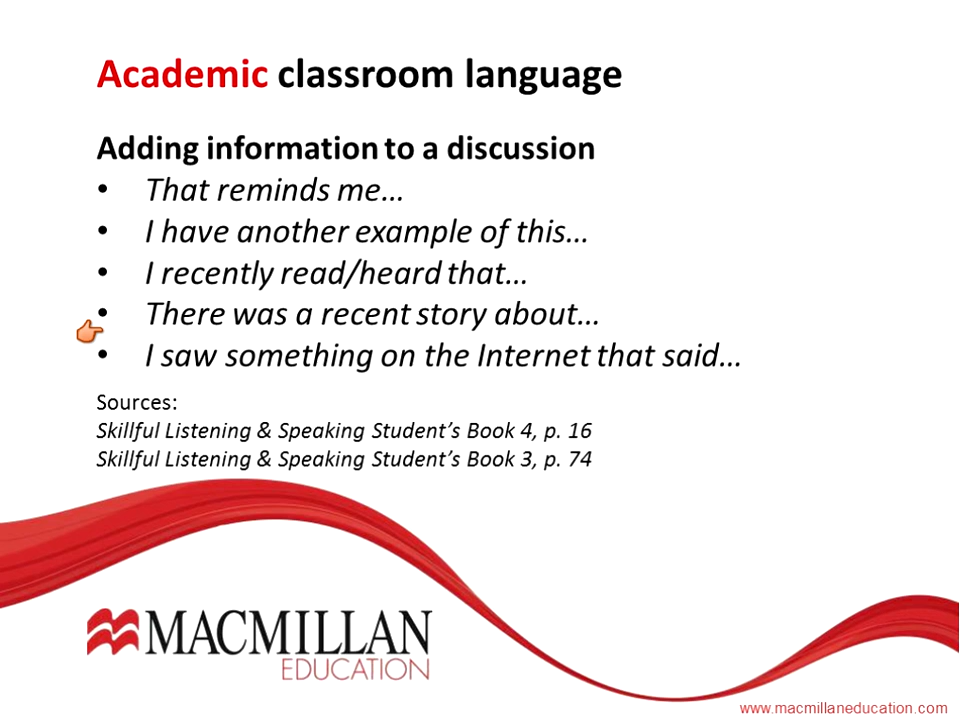 Academic classroom language
Adding information to a discussion
• That reminds me…
• I have another example of this…
• I recently read/heard that…
• There was a recent story about…
• I saw something on the Internet that said…
Sources:
Skillful Listening & Speaking Student’s Book 4, p. 16
Skillful Listening & Speaking Student’s Book 3, p. 74
MACMILLAN
EDUCATION
www.macmillaneducation.com